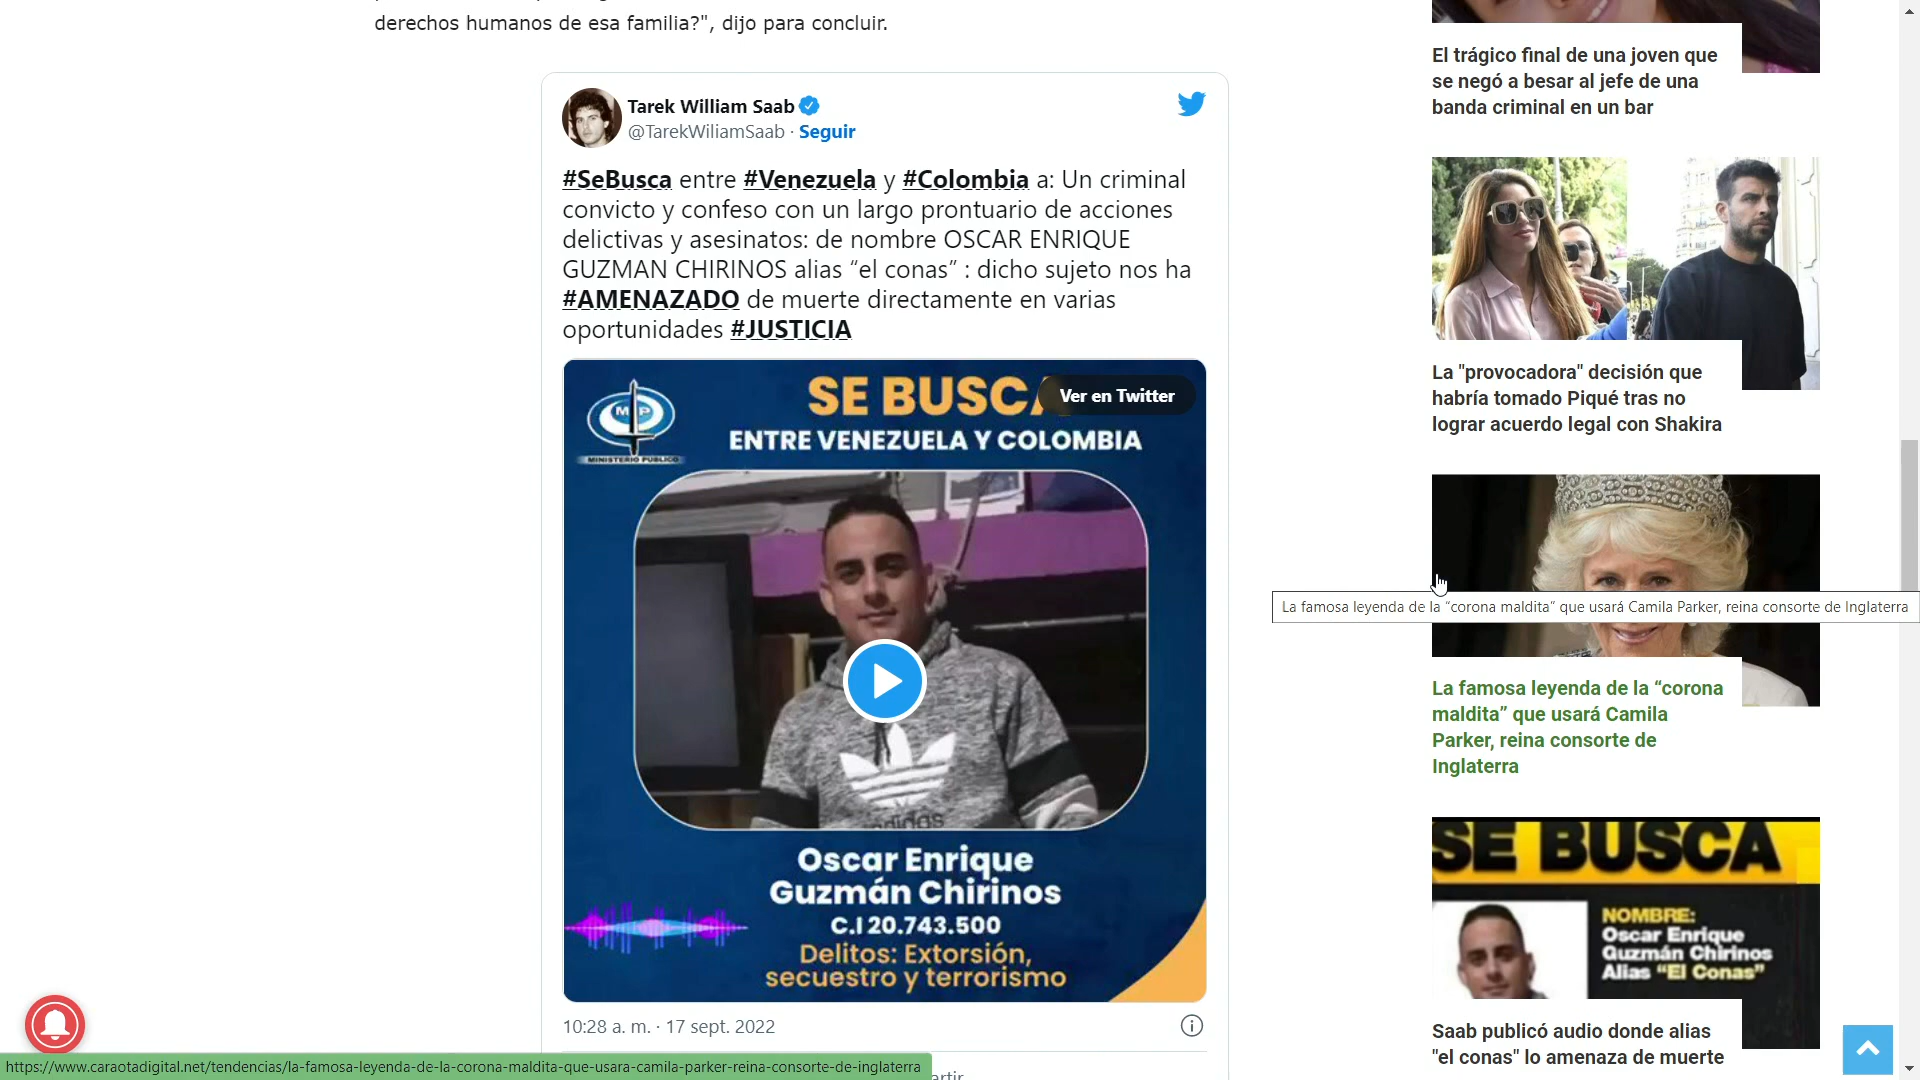 derechos humanos de esa familia?", dijo para concluir.
Tarek William Saab
@TarekWiliamSaab · Seguir
#SeBusca entre #Venezuela y #Colombia a: Un criminal
convicto y confeso con un largo prontuario de acciones
delictivas y asesinatos: de nombre OSCAR ENRIQUE
GUZMAN CHIRINOS alias “el conas” : dicho sujeto nos ha
#AMENAZADO de muerte directamente en varias
oportunidades #JUSTICIA
Ver en Twitter
MP
MINISTERIO PÚBLICO
SE BUSCA
ENTRE VENEZUELA Y COLOMBIA
adidas
Oscar Enrique
Guzmán Chirinos
C.I 20.743.500
Delitos: Extorsión,
secuestro y terrorismo
10:28 a. m. · 17 sept. 2022
El trágico final de una joven que
se negó a besar al jefe de una
banda criminal en un bar
La "provocadora" decisión que
habría tomado Piqué tras no
lograr acuerdo legal con Shakira
La famosa leyenda de la “corona maldita” que usará Camila Parker, reina consorte de Inglaterra
La famosa leyenda de la “corona
maldita” que usará Camila
Parker, reina consorte de
Inglaterra
SE BUSCA
NOMBRE:
Oscar Enrique
Guzmán Chirinos
Alias “El Conas”
Saab publicó audio donde alias
"el conas" lo amenaza de muerte
https://www.caraotadigital.net/tendencias/la-famosa-leyenda-de-la-corona-maldita-que-usara-camila-parker-reina-consorte-de-inglaterra